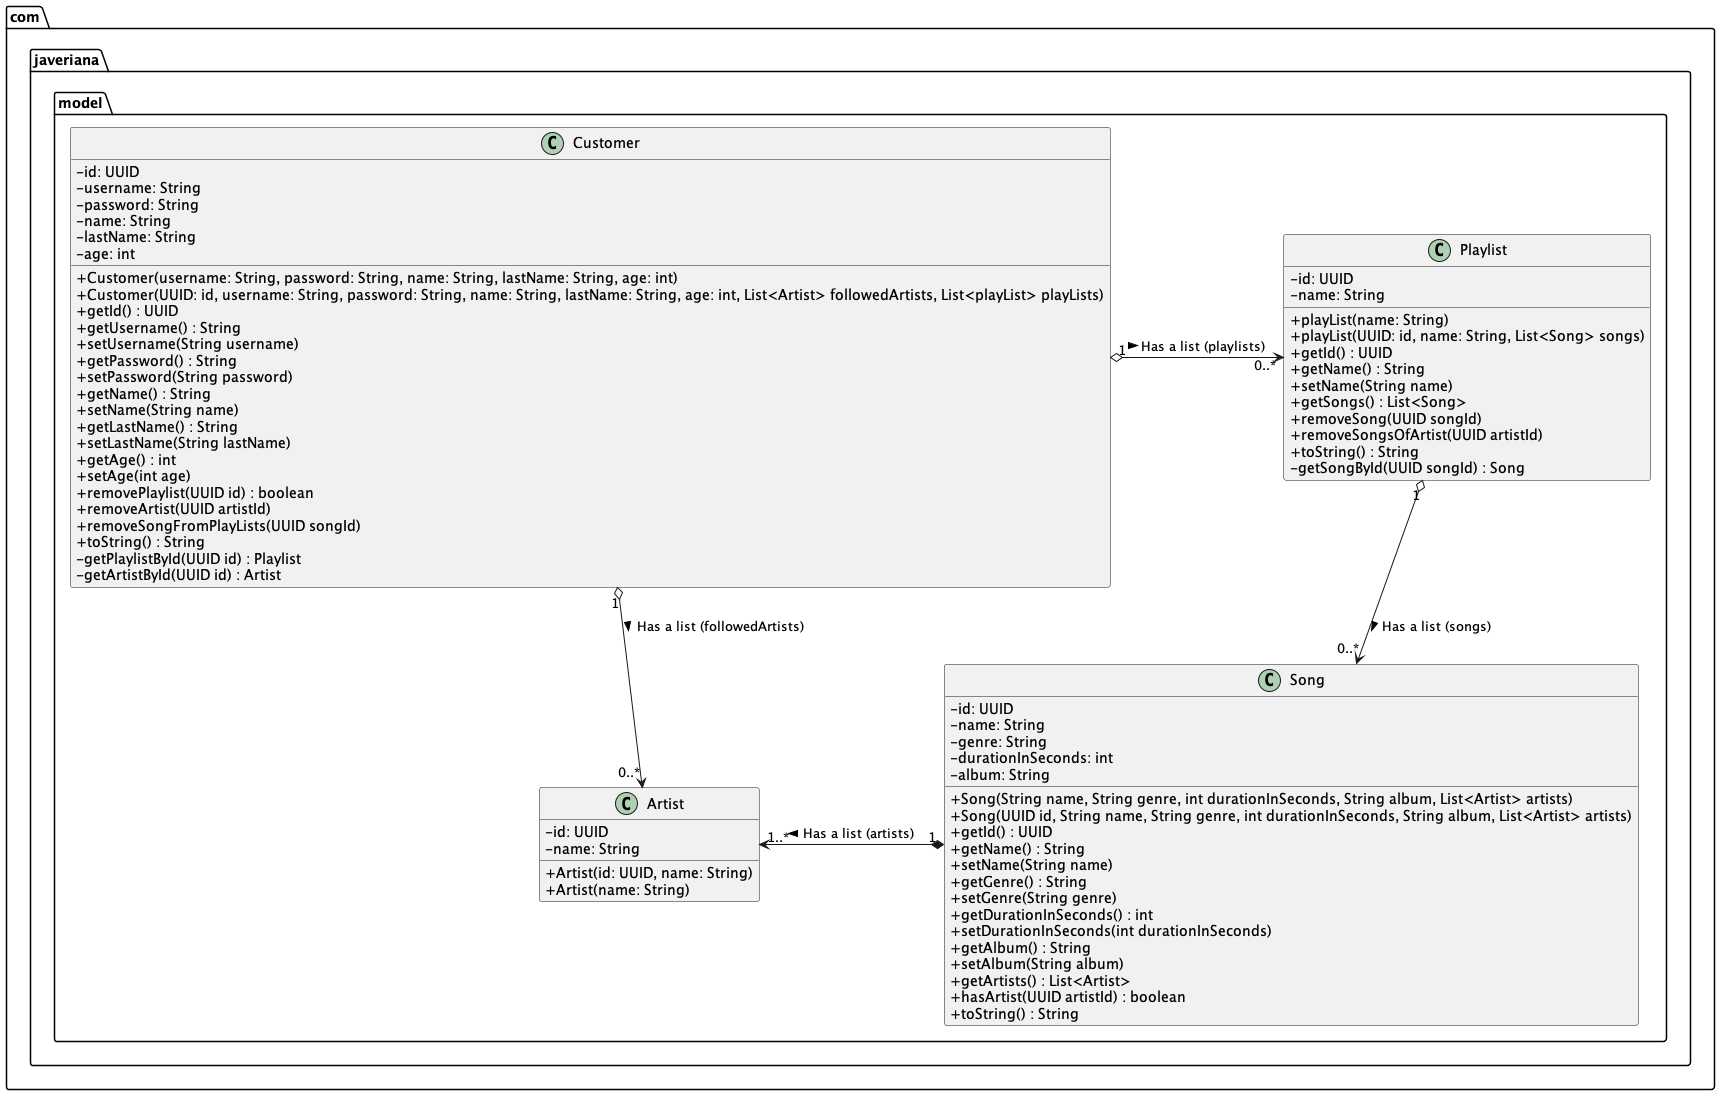 com
javeriana
model
C Customer
-id: UUID
-username: String
-password: String
-name: String
-lastName: String
-age: int
+Customer(username: String, password: String, name: String, lastName: String, age: int)
+Customer(UUID: id, username: String, password: String, name: String, lastName: String, age: int, List<Artist> followedArtists, List<playList> playLists)
+getId() : UUID
+getUsername() : String
+setUsername(String username)
+getPassword() : String
+setPassword(String password)
+getName() : String
+setName(String name)
+getLastName() : String
+setLastName(String lastName)
+getAge() : int
+setAge(int age)
+removePlaylist(UUID id) : boolean
+removeArtist(UUID artistId)
+removeSongFromPlayLists(UUID songId)
+toString() : String
-getPlaylistById(UUID id) : Playlist
-getArtistById(UUID id) : Artist
1 Has a list (playlists)
0..*
C Playlist
-id: UUID
-name: String
+playList(name: String)
+playList(UUID: id, name: String, List<Song> songs)
+getId() : UUID
+getName() : String
+setName(String name)
+getSongs() : List<Song>
+removeSong(UUID songId)
+removeSongsOfArtist(UUID artistId)
+toString() : String
-getSongById(UUID songId) : Song
1
Has a list (followedArtists)
0..*
1
Has a list (songs)
0..*
C Artist
-id: UUID
-name: String
+Artist(id: UUID, name: String)
+Artist(name: String)
1..* Has a list (artists) 1
C Song
-id: UUID
-name: String
-genre: String
-durationInSeconds: int
-album: String
+Song(String name, String genre, int durationInSeconds, String album, List<Artist> artists)
+Song(UUID id, String name, String genre, int durationInSeconds, String album, List<Artist> artists)
+getId() : UUID
+getName() : String
+setName(String name)
+getGenre() : String
+setGenre(String genre)
+getDurationInSeconds() : int
+setDurationInSeconds(int durationInSeconds)
+getAlbum() : String
+setAlbum(String album)
+getArtists() : List<Artist>
+hasArtist(UUID artistId) : boolean
+toString() : String